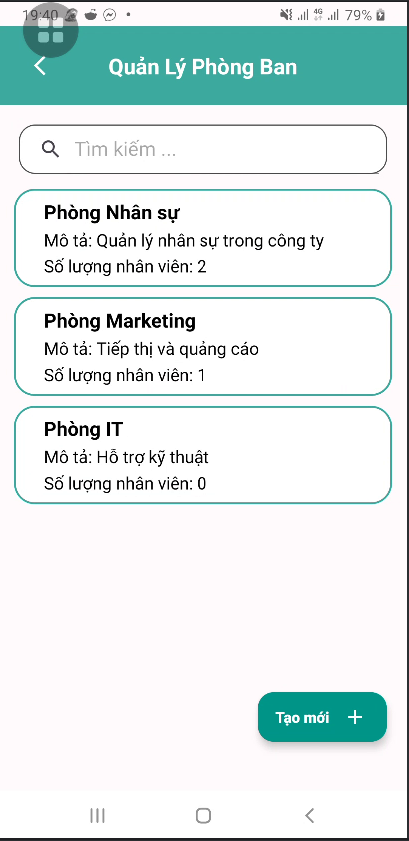 19:40
4G
79%
Quản Lý Phòng Ban
Tìm kiếm ...
Phòng Nhân sự
Mô tả: Quản lý nhân sự trong công ty
Số lượng nhân viên: 2
Phòng Marketing
Mô tả: Tiếp thị và quảng cáo
Số lượng nhân viên: 1
Phòng IT
Mô tả: Hỗ trợ kỹ thuật
Số lượng nhân viên: 0
Tạo mới